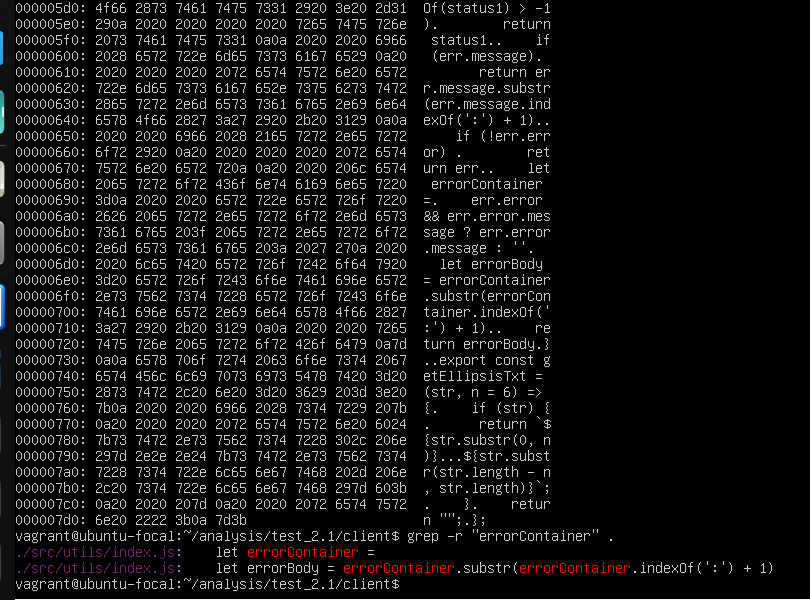 000005d0: 4f66 2873 7461 7475 7331 2920 3e20 2d31  Of(status1) > -1
000005e0: 290a 2020 2020 2020 2020 7265 7475 726e  ).        return
000005f0: 2073 7461 7475 7331 0a0a 2020 2020 6966   status1..    if
00000600: 2028 6572 722e 6d65 7373 6167 6529 0a20   (err.message).
00000610: 2020 2020 2020 2072 6574 7572 6e20 6572         return er
00000620: 722e 6d65 7373 6167 652e 7375 6273 7472  r.message.substr
00000630: 2865 7272 2e6d 6573 7361 6765 2e69 6e64  (err.message.ind
00000640: 6578 4f66 2827 3a27 2920 2b20 3129 0a0a  exOf(':') + 1)..
00000650: 2020 2020 6966 2028 2165 7272 2e65 7272      if (!err.err
00000660: 6f72 2920 0a20 2020 2020 2020 2072 6574  or) .        ret
00000670: 7572 6e20 6572 720a 0a20 2020 206c 6574  urn err..    let
00000680: 2065 7272 6f72 436f 6e74 6169 6e65 7220   errorContainer
00000690: 3d0a 2020 2020 6572 722e 6572 726f 7220  =.    err.error
000006a0: 2626 2065 7272 2e65 7272 6f72 2e6d 6573  && err.error.mes
000006b0: 7361 6765 203f 2065 7272 2e65 7272 6f72  sage ? err.error
000006c0: 2e6d 6573 7361 6765 203a 2027 270a 2020  .message : ''.
000006d0: 2020 6c65 7420 6572 726f 7242 6f64 7920    let errorBody
000006e0: 3d20 6572 726f 7243 6f6e 7461 696e 6572  = errorContainer
000006f0: 2e73 7562 7374 7228 6572 726f 7243 6f6e  .substr(errorCon
00000700: 7461 696e 6572 2e69 6e64 6578 4f66 2827  tainer.indexOf('
00000710: 3a27 2920 2b20 3129 0a0a 2020 2020 7265  :') + 1)..    re
00000720: 7475 726e 2065 7272 6f72 426f 6479 0a7d  turn errorBody.}
00000730: 0a0a 6578 706f 7274 2063 6f6e 7374 2067  ..export const g
00000740: 6574 456c 6c69 7073 6973 5478 7420 3d20  etEllipsisTxt =
00000750: 2873 7472 2c20 6e20 3d20 3629 203d 3e20  (str, n = 6) =>
00000760: 7b0a 2020 2020 6966 2028 7374 7229 207b  {.    if (str) {
00000770: 0a20 2020 2020 2020 2072 6574 7572 6e20 6024  .        return `$
00000780: 7b73 7472 2e73 7562 7374 7228 302c 206e  {str.substr(0, n
00000790: 297d 2e2e 2e24 7b73 7472 2e73 7562 7374  )}...${str.subst
000007a0: 7228 7374 722e 6c65 6e67 7468 202d 206e  r(str.length - n
000007b0: 2c20 7374 722e 6c65 6e67 7468 297d 603b  , str.length)}`;
000007c0: 0a20 2020 207d 0a20 2020 2072 6574 7572  .    }.    retur
000007d0: 6e20 2222 3b0a 7d3b                      n "";.};
vagrant@ubuntu-focal:~/analysis/test_2.1/client$ grep -r "errorContainer" .
./src/utils/index.js:    let errorContainer =
./src/utils/index.js:    let errorBody = errorContainer.substr(errorContainer.indexOf(':') + 1)
vagrant@ubuntu-focal:~/analysis/test_2.1/client$